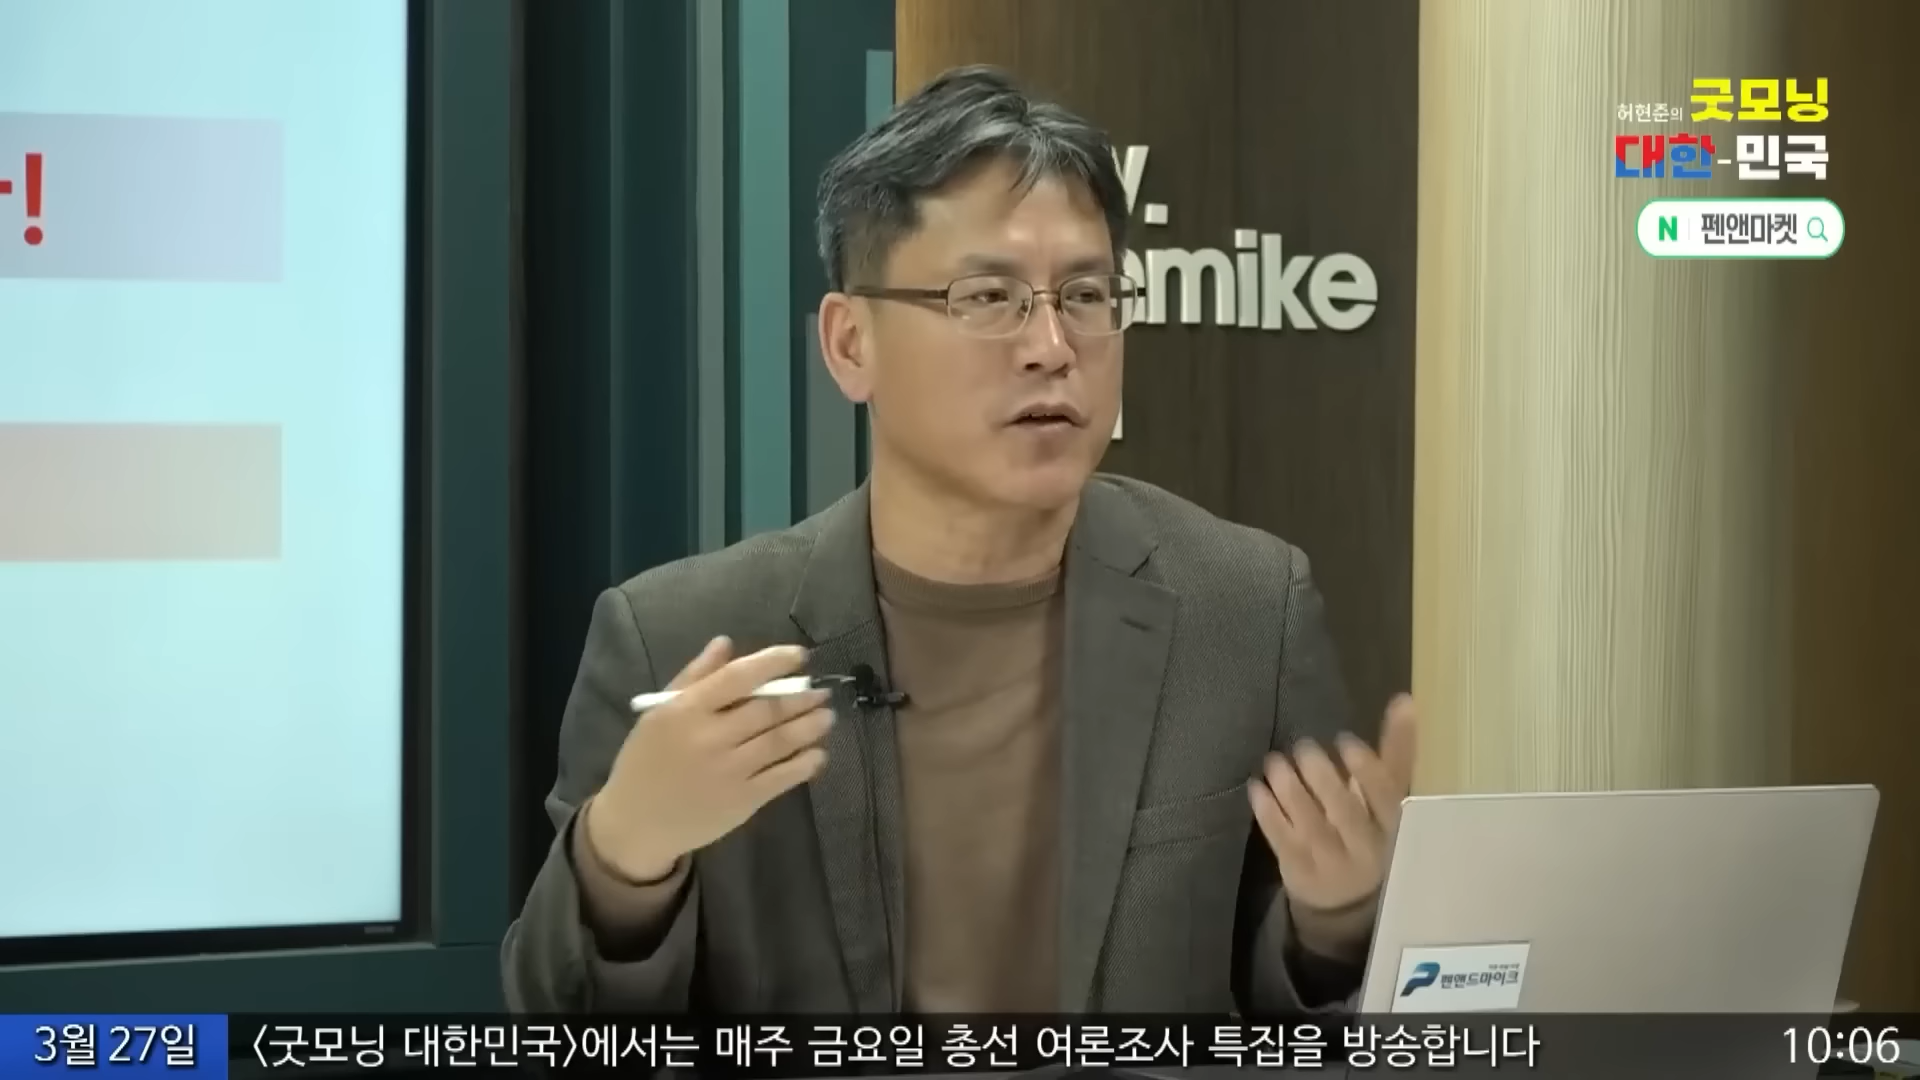 !
y.
emike
허현준의 굿모닝
대한-민국
N 펜앤마켓
펜앤드마이크
3월 27일 〈굿모닝 대한민국〉에서는 매주 금요일 총선 여론조사 특집을 방송합니다 10:06